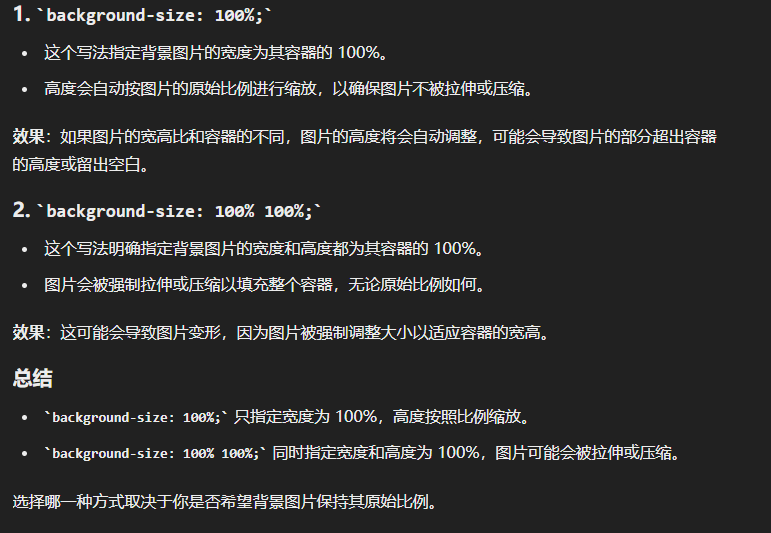 1. `background-size: 100%;`
• 这个写法指定背景图片的宽度为其容器的 100%。
• 高度会自动按图片的原始比例进行缩放，以确保图片不被拉伸或压缩。
效果：如果图片的宽高比和容器的不同，图片的高度将会自动调整，可能会导致图片的部分超出容器
的高度或留出空白。
2. `background-size: 100% 100%;`
• 这个写法明确指定背景图片的宽度和高度都为其容器的 100%。
• 图片会被强制拉伸或压缩以填充整个容器，无论原始比例如何。
效果：这可能会导致图片变形，因为图片被强制调整大小以适应容器的宽高。
总结
• `background-size: 100%;` 只指定宽度为 100%，高度按照比例缩放。
• `background-size: 100% 100%;` 同时指定宽度和高度为 100%，图片可能会被拉伸或压缩。
选择哪一种方式取决于你是否希望背景图片保持其原始比例。